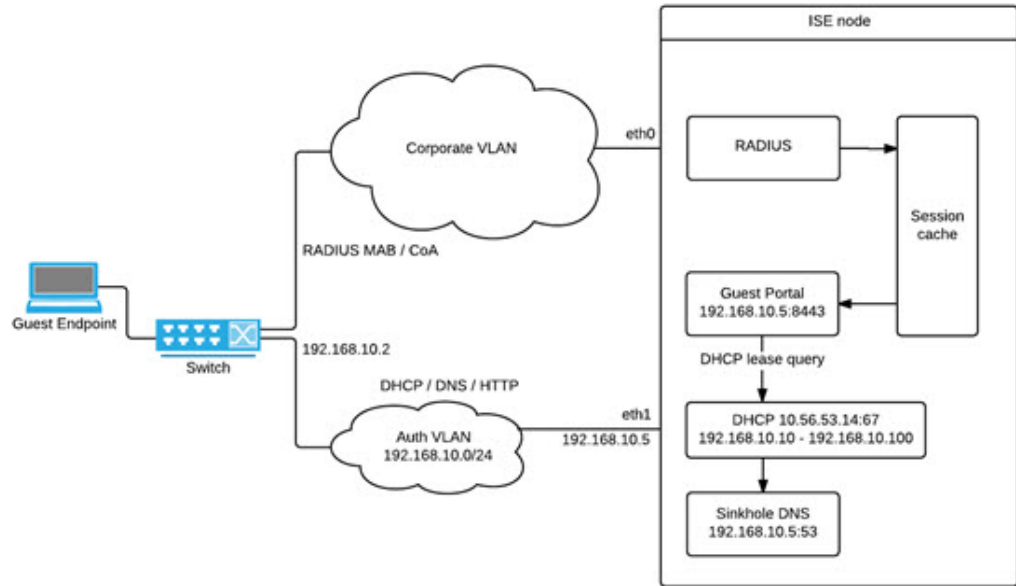 ISE node
eth0
Corporate VLAN
RADIUS
Session
cache
RADIUS MAB / CoA
Guest Portal
192.168.10.5:8443
Guest Endpoint
192.168.10.2
Switch
DHCP lease query
DHCP / DNS / HTTP
eth1
192.168.10.5
Auth VLAN
192.168.10.0/24
DHCP 10.56.53.14:67
192.168.10.10 - 192.168.10.100
Sinkhole DNS
192.168.10.5:53